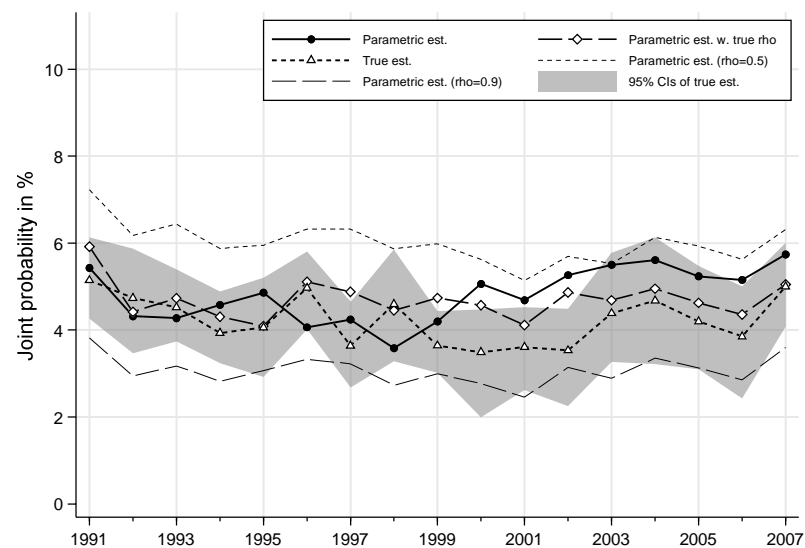 Parametric est.
Parametric est. w. true rho
True est.
Parametric est. (rho=0.5)
Parametric est. (rho=0.9)
95% CIs of true est.
Joint probability in %
10
8
6
4
2
0
1991 1993 1995 1997 1999 2001 2003 2005 2007